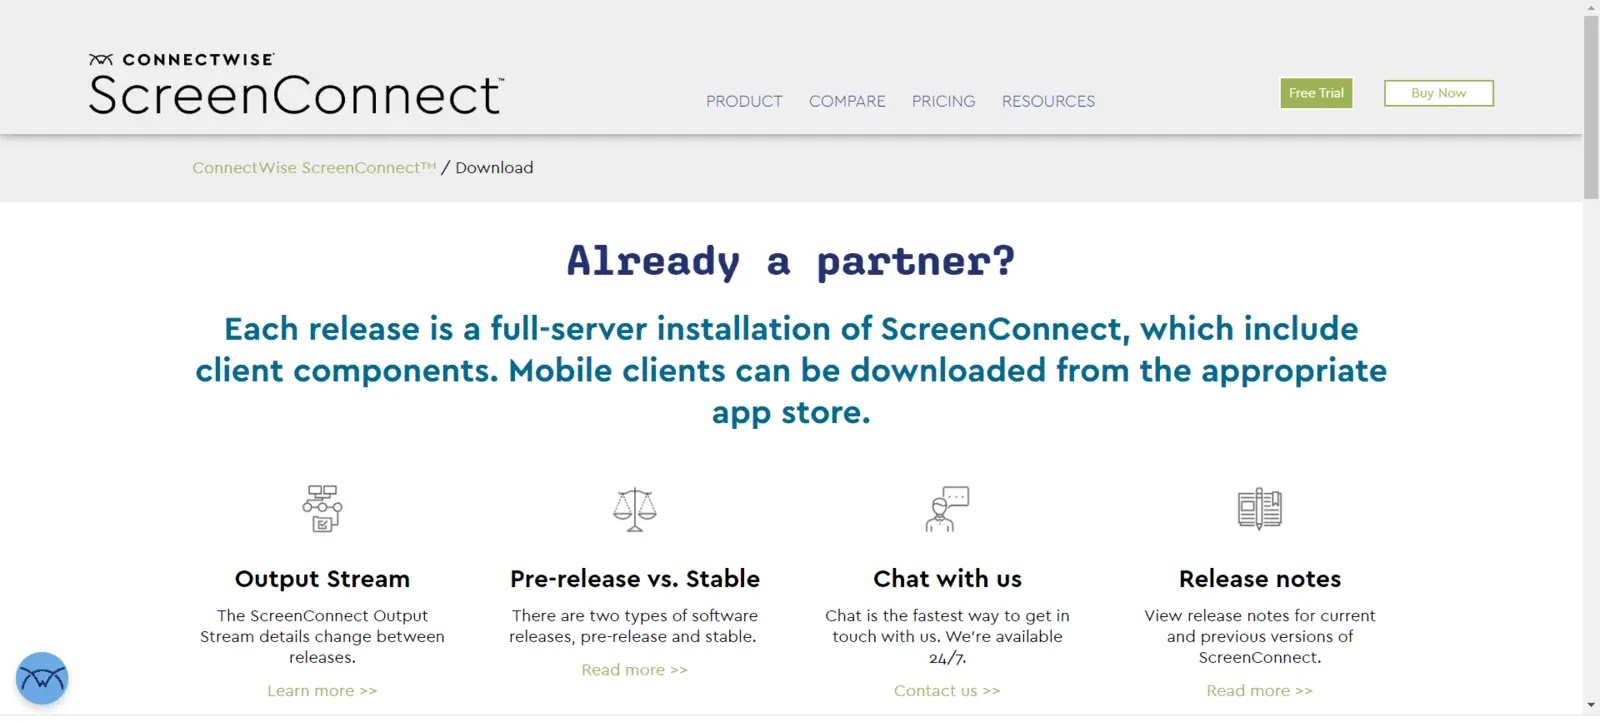 CONNECTWISE
ScreenConnect™
PRODUCT COMPARE PRICING RESOURCES
Free Trial
Buy Now
ConnectWise ScreenConnect™ / Download
Already a partner?
Each release is a full-server installation of ScreenConnect, which include
client components. Mobile clients can be downloaded from the appropriate
app store.
Output Stream
The ScreenConnect Output
Stream details change between
releases.
Learn more >>
Pre-release vs. Stable
There are two types of software
releases, pre-release and stable.
Read more >>
Chat with us
Chat is the fastest way to get in
touch with us. We're available
24/7.
Contact us >>
Release notes
View release notes for current
and previous versions of
ScreenConnect.
Read more >>